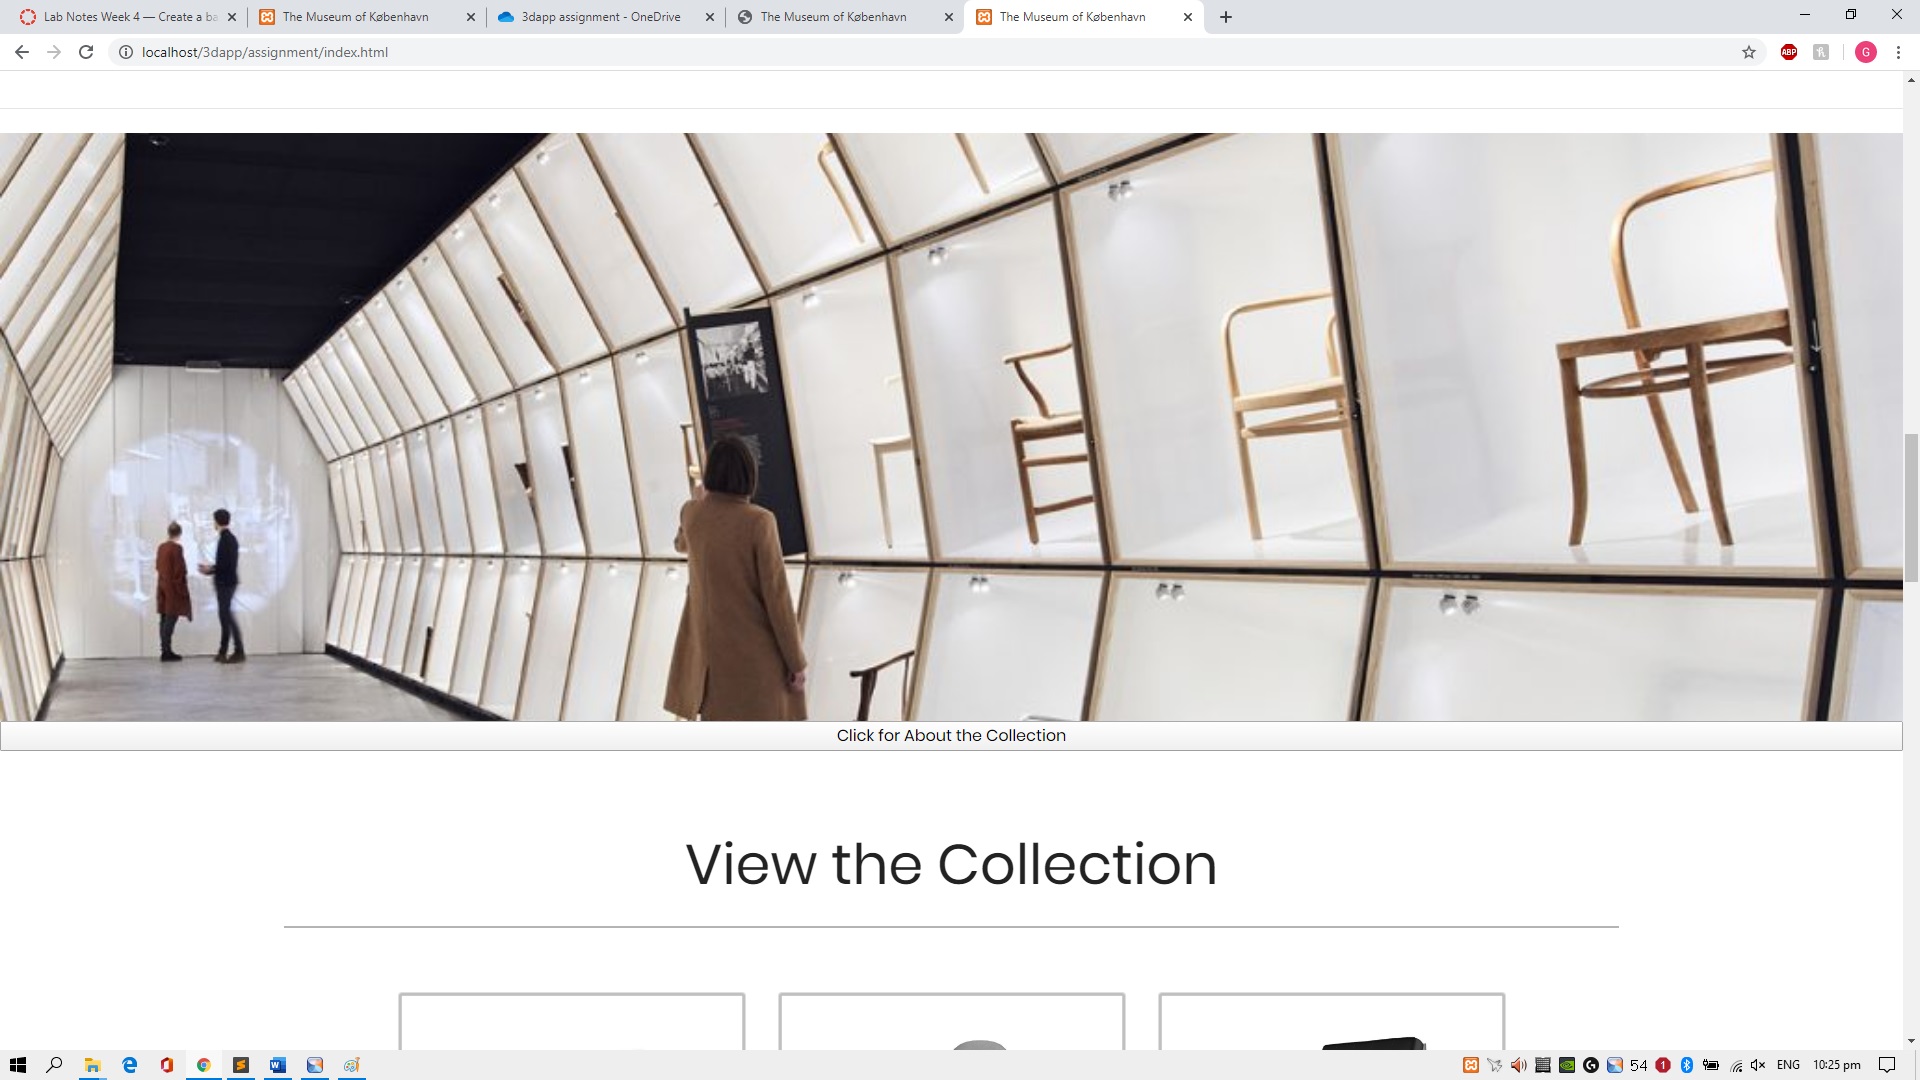 Lab Notes Week 4 — Create a ba
The Museum of København
3dapp assignment - OneDrive
The Museum of København
The Museum of København
localhost/3dapp/assignment/index.html
ABP
G
Click for About the Collection
View the Collection
54
ENG
10:25 pm